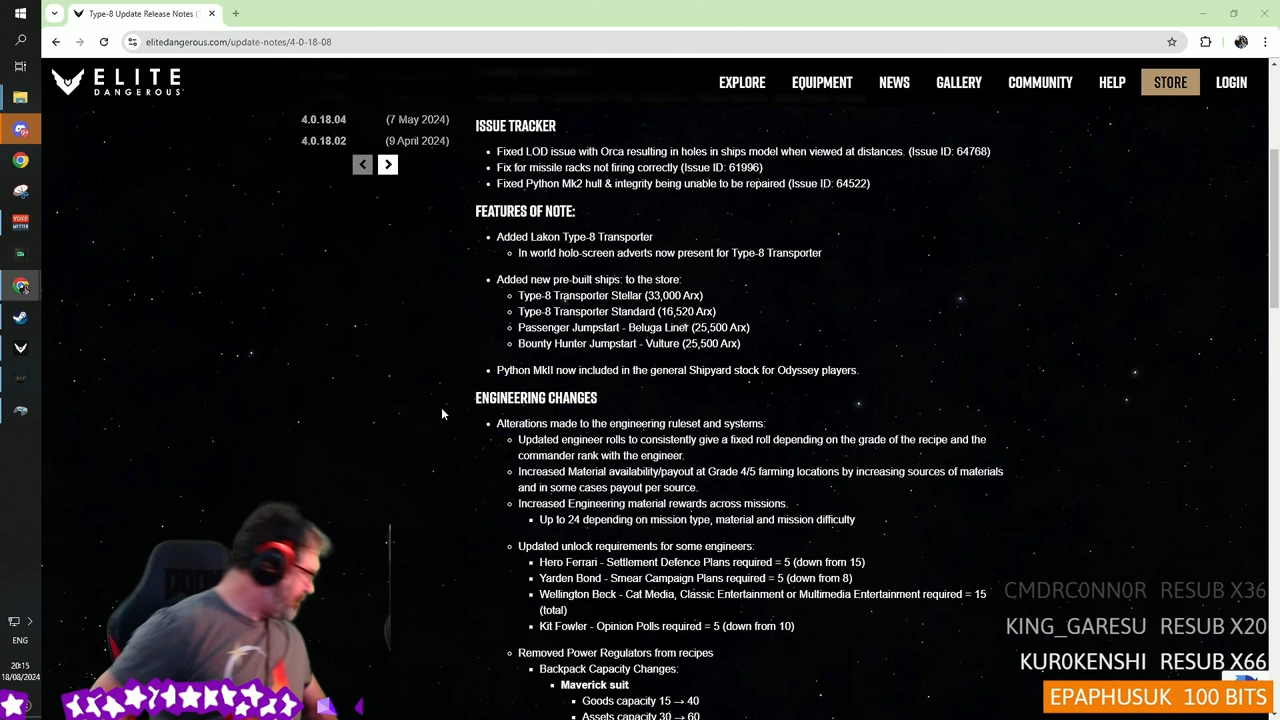 Type-8 Update Release Notes (
elitedangerous.com/update-notes/4-0-18-08
ELITE
DANGEROUS
EXPLORE
EQUIPMENT
NEWS
GALLERY
COMMUNITY
HELP
STORE
LOGIN
4.0.18.04 (7 May 2024)
4.0.18.02 (9 April 2024)
ISSUE TRACKER
Fixed LOD issue with Orca resulting in holes in ships model when viewed at distances. (Issue ID: 64768)
Fix for missile racks not firing correctly (Issue ID: 61996)
Fixed Python Mk2 hull & integrity being unable to be repaired (Issue ID: 64522)
FEATURES OF NOTE:
Added Lakon Type-8 Transporter
In world holo-screen adverts now present for Type-8 Transporter
Added new pre-built ships: to the store:
Type-8 Transporter Stellar (33,000 Arx)
Type-8 Transporter Standard (16,520 Arx)
Passenger Jumpstart - Beluga Liner (25,500 Arx)
Bounty Hunter Jumpstart - Vulture (25,500 Arx)
Python MkII now included in the general Shipyard stock for Odyssey players.
ENGINEERING CHANGES
Alterations made to the engineering ruleset and systems:
Updated engineer rolls to consistently give a fixed roll depending on the grade of the recipe and the
commander rank with the engineer.
Increased Material availability/payout at Grade 4/5 farming locations by increasing sources of materials
and in some cases payout per source.
Increased Engineering material rewards across missions.
Up to 24 depending on mission type, material and mission difficulty
Updated unlock requirements for some engineers:
Hero Ferrari - Settlement Defence Plans required = 5 (down from 15)
Yarden Bond - Smear Campaign Plans required = 5 (down from 8)
Wellington Beck - Cat Media, Classic Entertainment or Multimedia Entertainment required = 15
(total)
Kit Fowler - Opinion Polls required = 5 (down from 10)
Removed Power Regulators from recipes
Backpack Capacity Changes:
Maverick suit
Goods capacity 15 → 40
Assets capacity 30 → 60
CMDRC0NN0R RESUB X36
KING_GARESU RESUB X20
KUR0KENSHI RESUB X66
EPAPHUSUK 100 BITS
ENG
20:15
18/08/2024